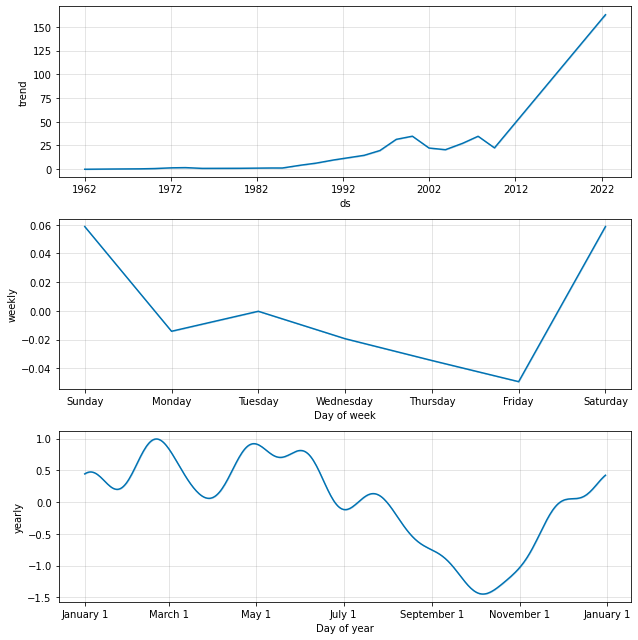 trend
150
125
100
75
50
25
0
1962 1972 1982 1992 2002 2012 2022
ds
weekly
0.06
0.04
0.02
0.00
−0.02
−0.04
Sunday Monday Tuesday Wednesday Thursday Friday Saturday
Day of week
yearly
1.0
0.5
0.0
−0.5
−1.0
−1.5
January 1 March 1 May 1 July 1 September 1 November 1 January 1
Day of year